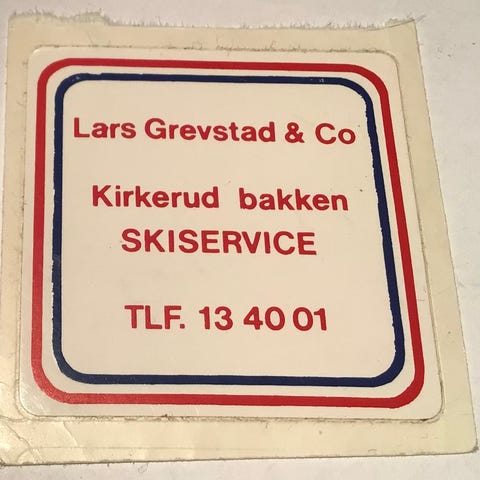 Lars Grevstad & Co
Kirkerud bakken
SKISERVICE
TLF. 13 40 01